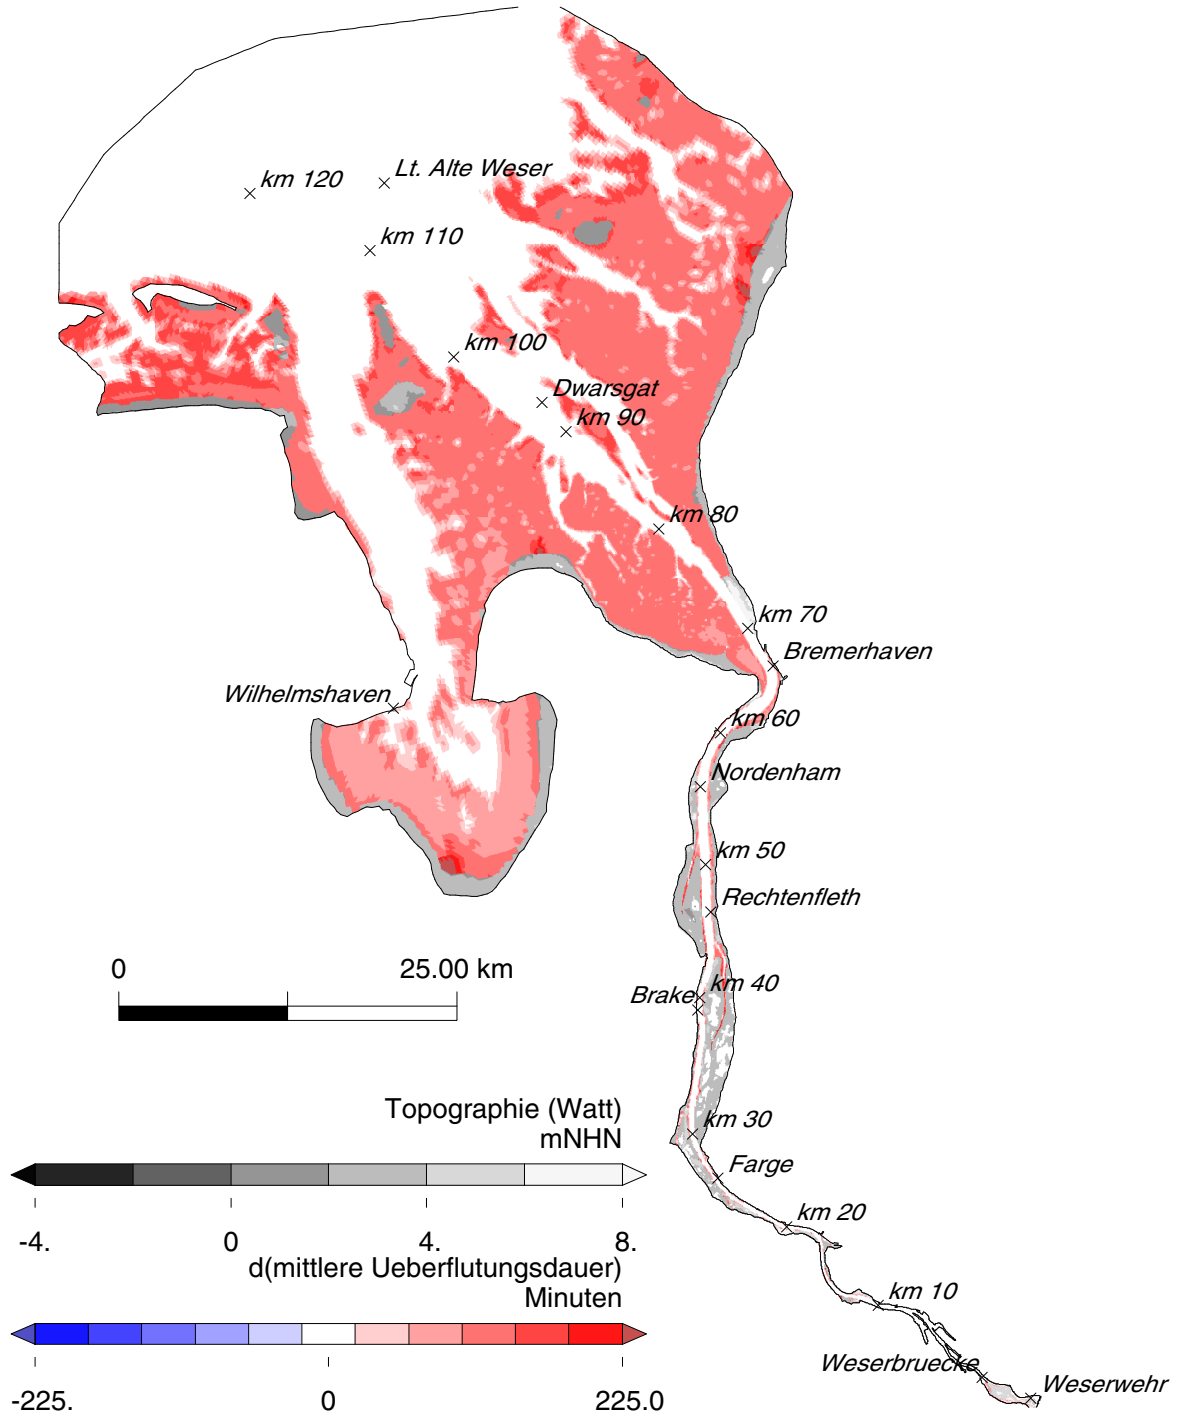 Lt. Alte Weser
km 120
km 110
km 100
Dwarsgat
km 90
km 80
km 70
Bremerhaven
Wilhelmshaven
km 60
Nordenham
km 50
Rechtenfleth
0 25.00 km
km 40
Brake
Topographie (Watt)
mNHN
km 30
Farge
km 20
-4. 0 4. 8.
d(mittlere Ueberflutungsdauer)
Minuten
km 10
Weserbruecke
Weserwehr
-225. 0 225.0